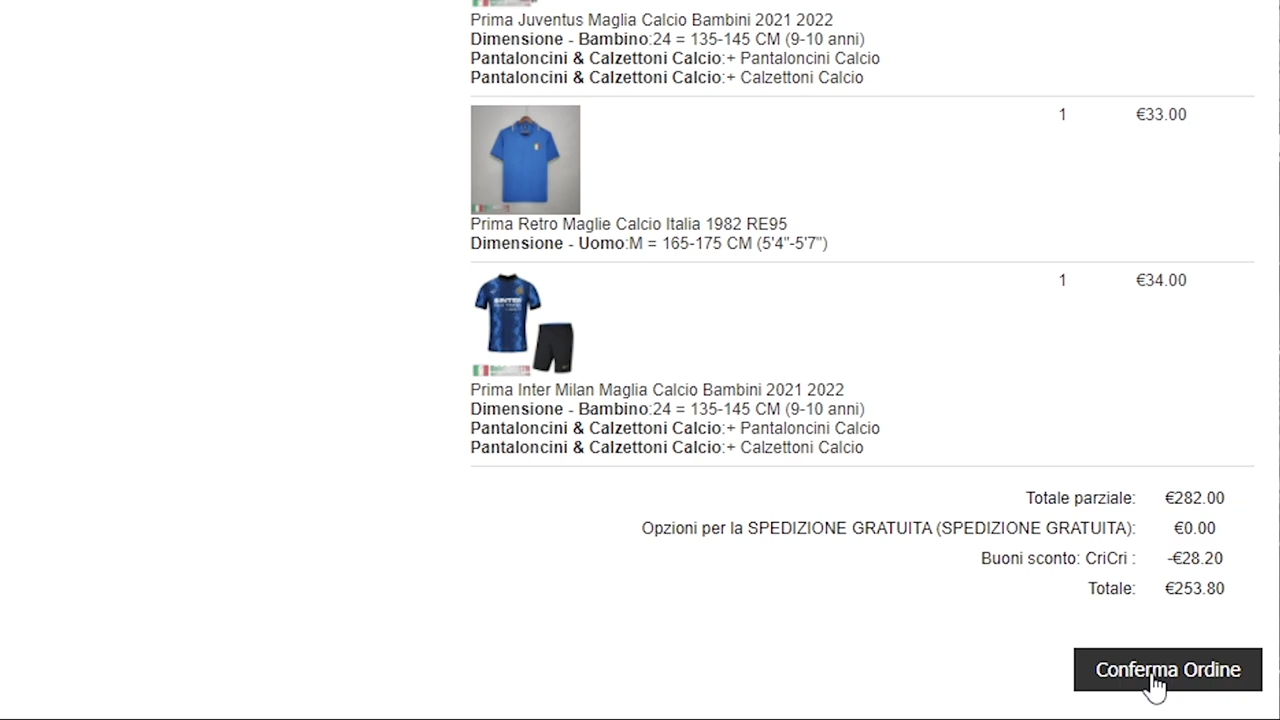 Prima Juventus Maglia Calcio Bambini 2021 2022
Dimensione - Bambino:24 = 135-145 CM (9-10 anni)
Pantaloncini & Calzettoni Calcio:+ Pantaloncini Calcio
Pantaloncini & Calzettoni Calcio:+ Calzettoni Calcio
1 €33.00
Prima Retro Maglie Calcio Italia 1982 RE95
Dimensione - Uomo:M = 165-175 CM (5'4"-5'7")
1 €34.00
Prima Inter Milan Maglia Calcio Bambini 2021 2022
Dimensione - Bambino:24 = 135-145 CM (9-10 anni)
Pantaloncini & Calzettoni Calcio:+ Pantaloncini Calcio
Pantaloncini & Calzettoni Calcio:+ Calzettoni Calcio
Totale parziale: €282.00
Opzioni per la SPEDIZIONE GRATUITA (SPEDIZIONE GRATUITA): €0.00
Buoni sconto: CriCri : -€28.20
Totale: €253.80
Conferma Ordine